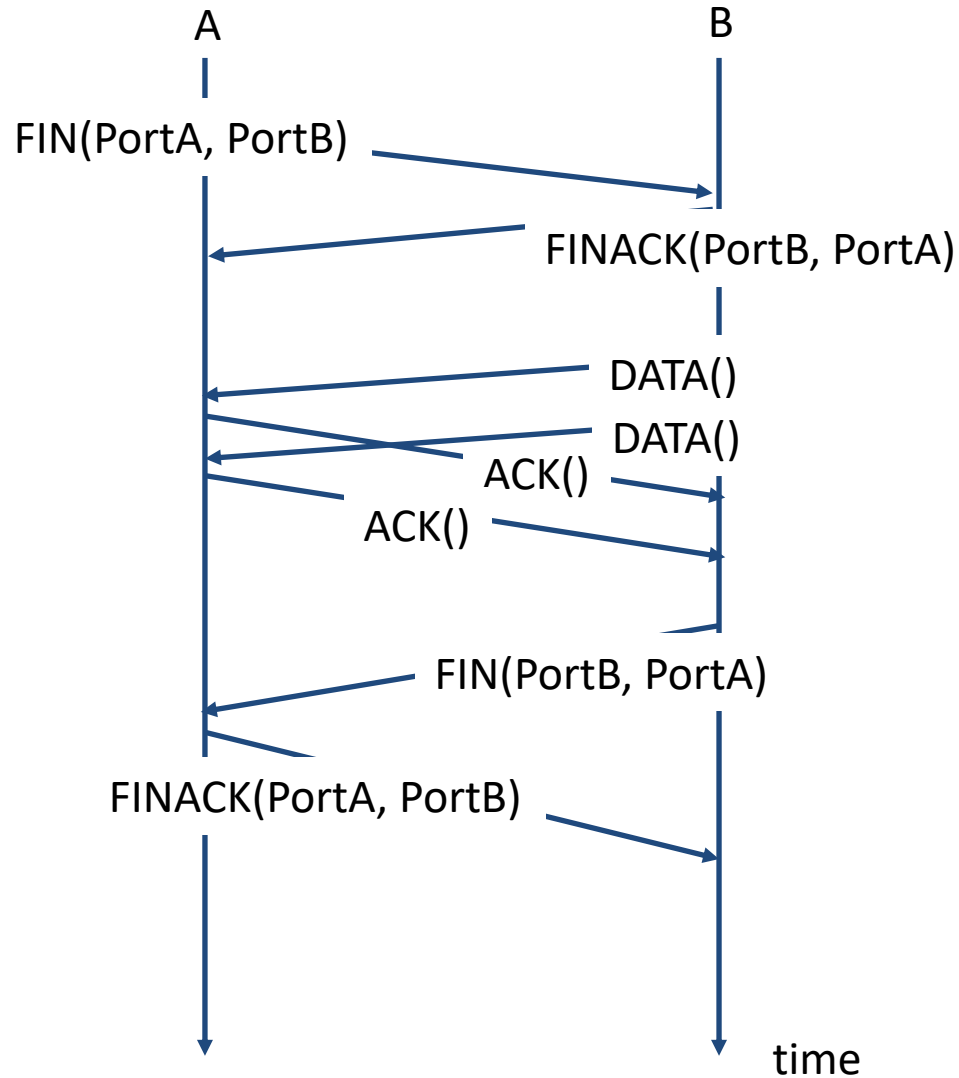 A
B
FIN(PortA, PortB)
FINACK(PortB, PortA)
DATA()
DATA()
ACK()
ACK()
FIN(PortB, PortA)
FINACK(PortA, PortB)
time